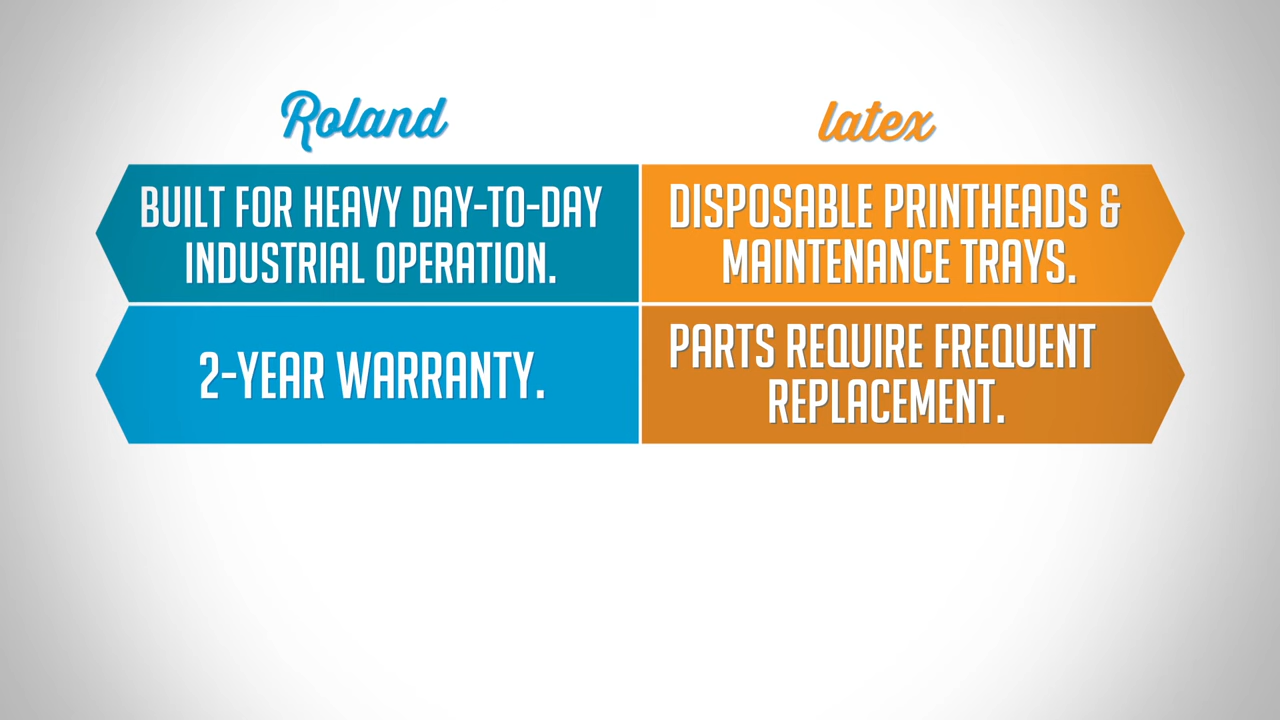 Roland
latex
BUILT FOR HEAVY DAY-TO-DAY
INDUSTRIAL OPERATION.
DISPOSABLE PRINTHEADS &
MAINTENANCE TRAYS.
2-YEAR WARRANTY.
PARTS REQUIRE FREQUENT
REPLACEMENT.